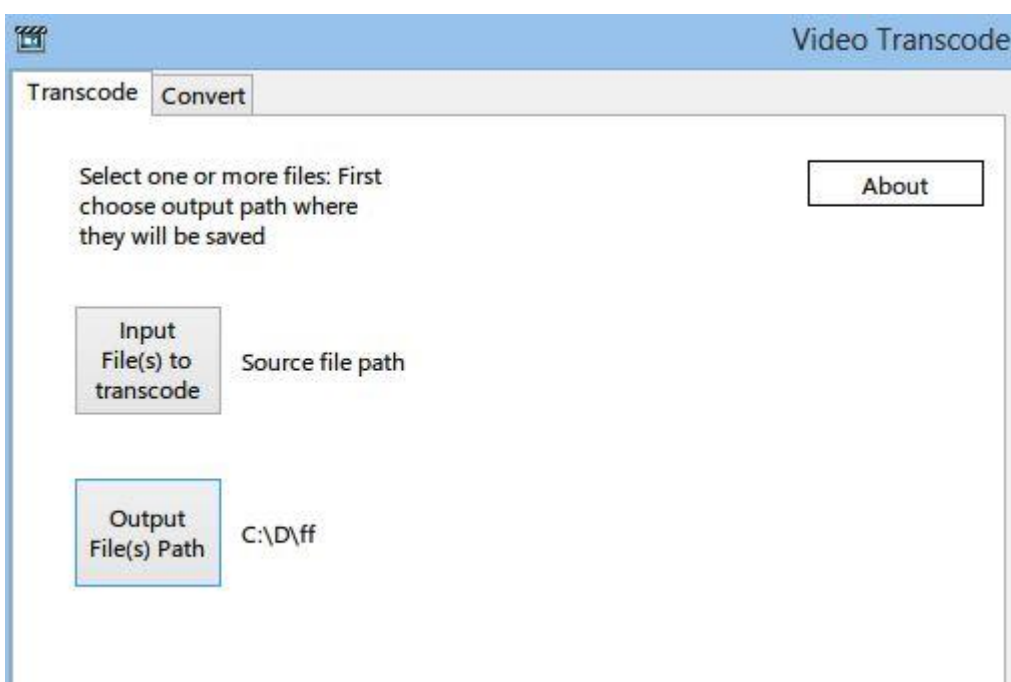 Video Transcode
Transcode
Convert
Select one or more files: First
choose output path where
they will be saved
About
Input
File(s) to
transcode
Source file path
Output
File(s) Path
C:\D\ff